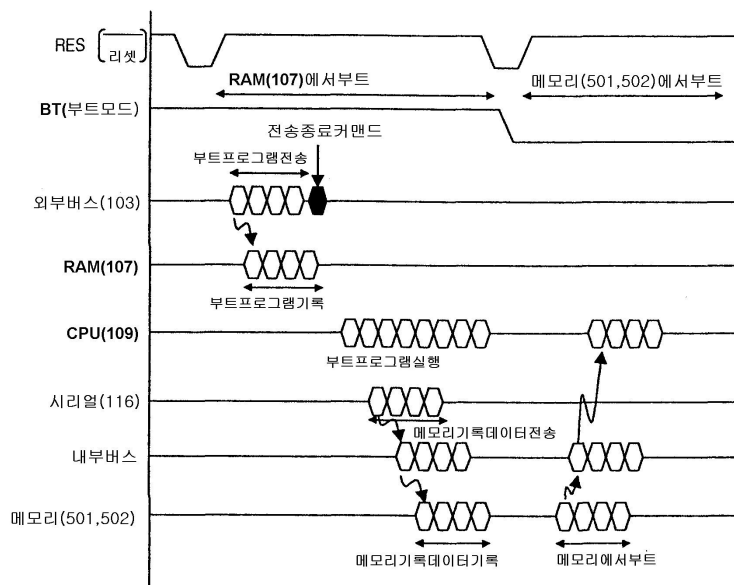 RES [리셋]
RAM(107)에서부트
메모리(501,502)에서부트
BT(부트모드)
전송종료커맨드
부트프로그램전송
외부버스(103)
RAM(107)
부트프로그램기록
CPU(109)
부트프로그램실행
시리얼(116)
메모리기록데이터전송
내부버스
메모리(501,502)
메모리기록데이터기록
메모리에서부트